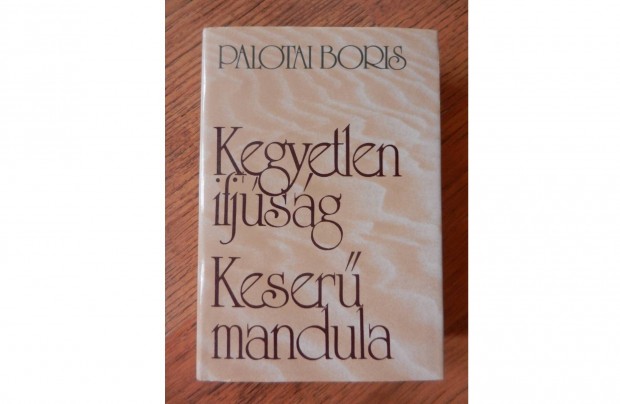 PALOTAI BORIS
Kegyetlen
ifjúság
Keserű
mandula